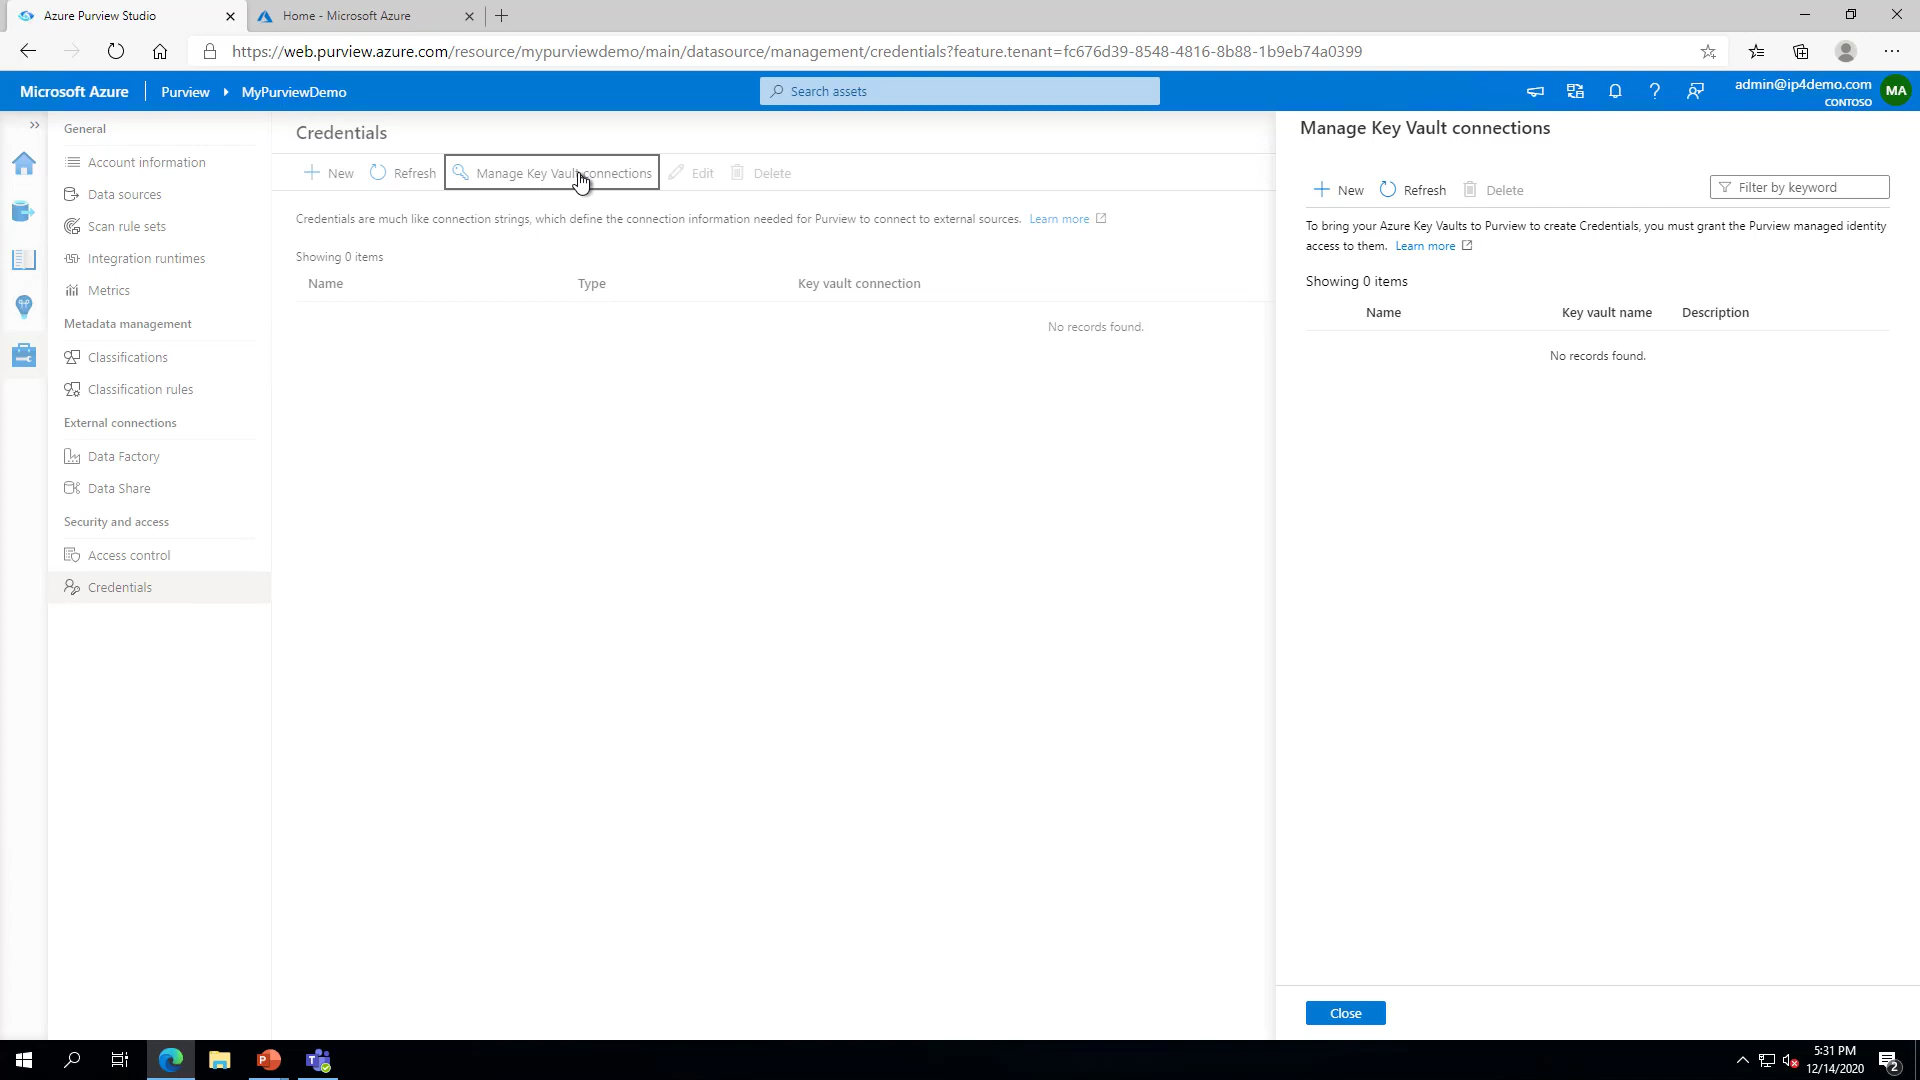 Azure Purview Studio
Home - Microsoft Azure
https://web.purview.azure.com/resource/mypurviewdemo/main/datasource/management/credentials?feature.tenant=fc676d39-8548-4816-8b88-1b9eb74a0399
Microsoft Azure
Purview
MyPurviewDemo
Search assets
admin@ip4demo.com
CONTOSO
MA
General
Account information
Data sources
Scan rule sets
Integration runtimes
Metrics
Metadata management
Classifications
Classification rules
External connections
Data Factory
Data Share
Security and access
Access control
Credentials
Credentials
New
Refresh
Manage Key Vault connections
Edit
Delete
Credentials are much like connection strings, which define the connection information needed for Purview to connect to external sources. Learn more
Showing 0 items
Name
Type
Key vault connection
No records found.
Manage Key Vault connections
New
Refresh
Delete
Filter by keyword
To bring your Azure Key Vaults to Purview to create Credentials, you must grant the Purview managed identity
access to them. Learn more
Showing 0 items
Name
Key vault name
Description
No records found.
Close
5:31 PM
12/14/2020
2